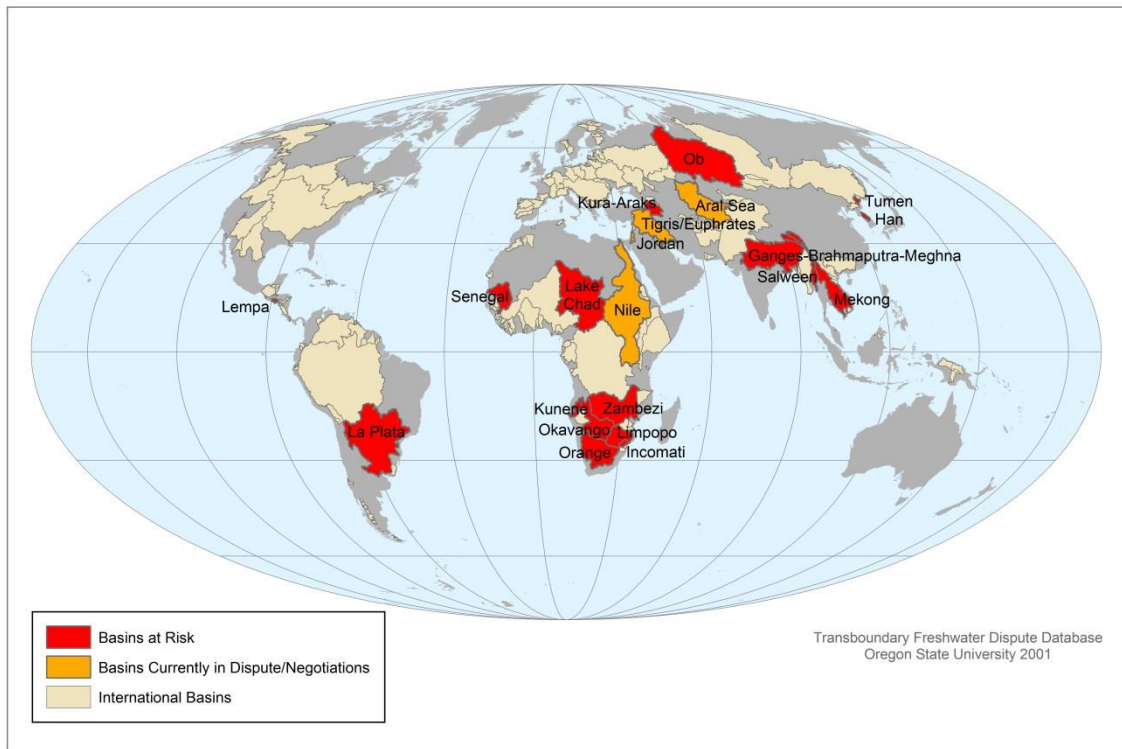 Ob
Kura-Araks
Aral Sea
Tumen
Han
Tigris/Euphrates
Jordan
Ganges-Brahmaputra-Meghna
Salween
Mekong
Lempa
Senegal
Lake
Chad
Nile
Kunene
Zambezi
Okavango
Limpopo
Orange
Incomati
La Plata
Basins at Risk
Basins Currently in Dispute/Negotiations
International Basins
Transboundary Freshwater Dispute Database
Oregon State University 2001